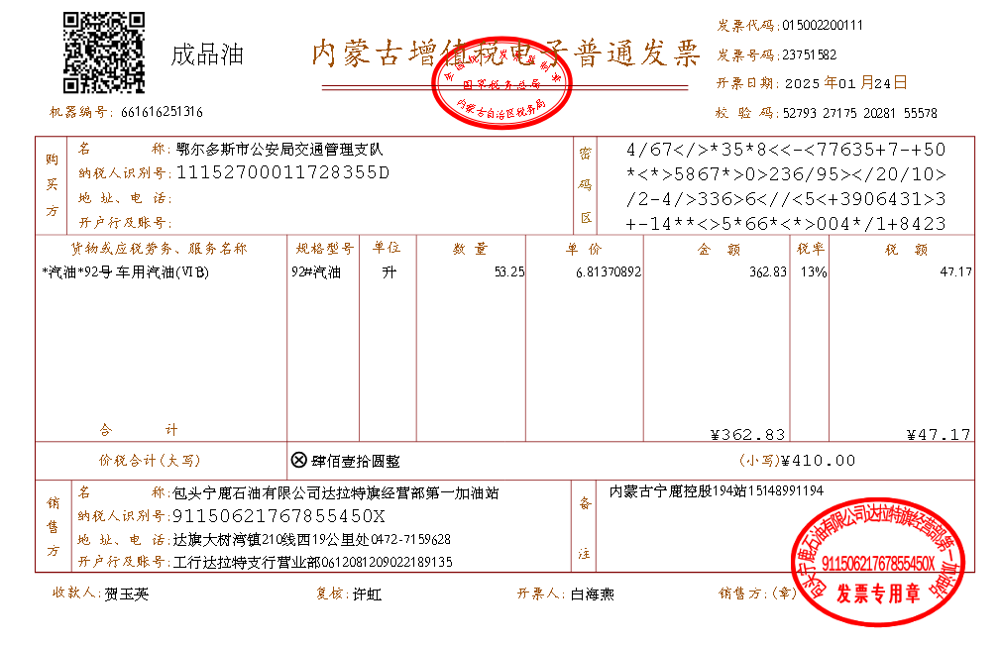 成品油
内蒙古增值税电子普通发票
全国统一发票监制章
国家税务总局
内蒙古自治区税务局
发票代码:015002200111
发票号码:23751582
开票日期: 2025 年01 月24 日
机器编号: 661616251316
校 验 码:52793 27175 20281 55578
购买方
名 称: 鄂尔多斯市公安局交通管理支队
纳税人识别号:11152700011728355D
地 址、电 话:
开户行及账号:
密码区
4/67</>*35*8<<-<77635+7-+50
*<*>5867*>0>236/95></20/10>
/2-4/>336>6<//<5<+3906431>3
+-14**<>5*66*<*>004*/1+8423
货物或应税劳务、服务名称 规格型号 单位 数 量 单 价 金 额 税率 税 额
*汽油*92号车用汽油(ⅥB) 92#汽油 升 53.25 6.81370892 362.83 13% 47.17
合 计 ¥362.83 ¥47.17
价税合计(大写) ⊗肆佰壹拾圆整 (小写)¥410.00
销售方
名 称: 包头宁鹿石油有限公司达拉特旗经营部第一加油站
纳税人识别号:91150621767855450X
地 址、电 话: 达旗大树湾镇210线西19公里处0472-7159628
开户行及账号: 工行达拉特支行营业部0612081209022189135
备注
内蒙古宁鹿控股194站15148991194
包头宁鹿石油有限公司达拉特旗经营部第一加油站
91150621767855450X
发票专用章
收款人: 贺玉英 复核: 许虹 开票人: 白海燕 销售方:(章)